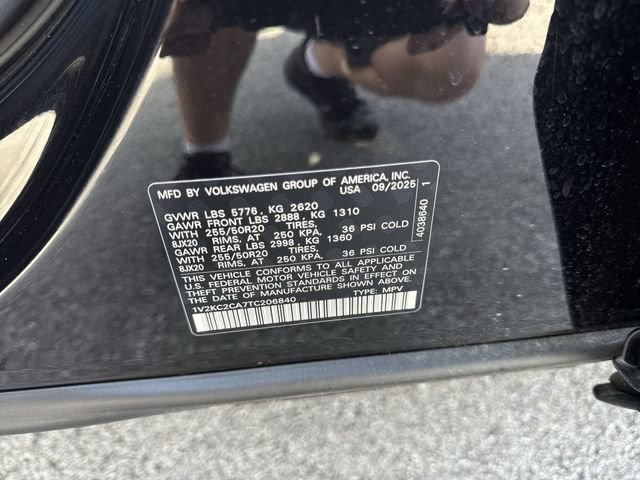 MFD BY VOLKSWAGEN GROUP OF AMERICA, INC.
USA 09/2025
GVWR LBS 5776, KG 2620
GAWR FRONT LBS 2888, KG 1310
WITH 255/50R20 TIRES,
8JX20 RIMS, AT 250 KPA, 36 PSI COLD
GAWR REAR LBS 2998, KG 1360
WITH 255/50R20 TIRES,
8JX20 RIMS, AT 250 KPA, 36 PSI COLD
THIS VEHICLE CONFORMS TO ALL APPLICABLE
U.S. FEDERAL MOTOR VEHICLE SAFETY AND
THEFT PREVENTION STANDARDS IN EFFECT ON
THE DATE OF MANUFACTURE SHOWN ABOVE.
1V2KC2CA7TC206840 TYPE: MPV
4038640 1